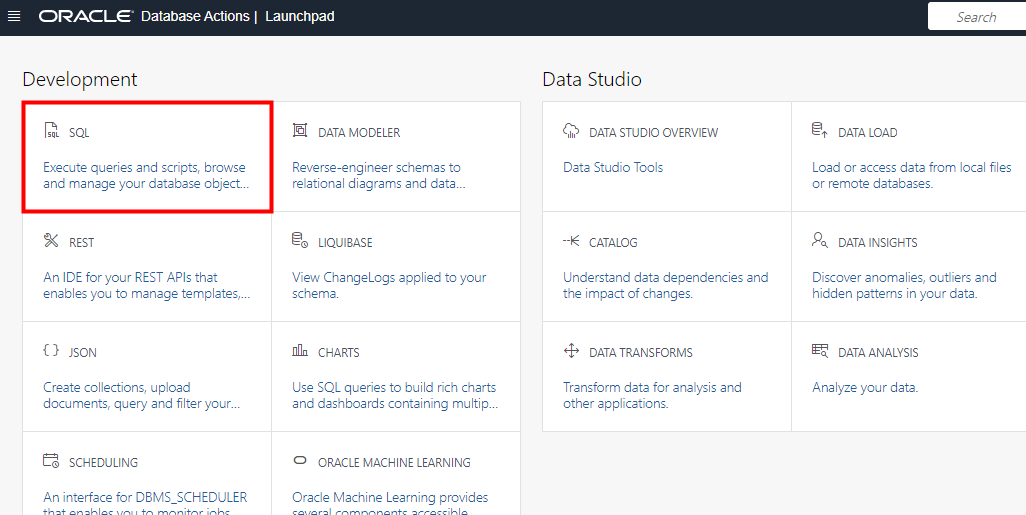 ORACLE Database Actions | Launchpad
Search
Development
SQL
Execute queries and scripts, browse
and manage your database object...
DATA MODELER
Reverse-engineer schemas to
relational diagrams and data...
REST
An IDE for your REST APIs that
enables you to manage templates,...
LIQUIBASE
View ChangeLogs applied to your
schema.
JSON
Create collections, upload
documents, query and filter your...
CHARTS
Use SQL queries to build rich charts
and dashboards containing multip...
SCHEDULING
An interface for DBMS_SCHEDULER
that enables you to monitor jobs
ORACLE MACHINE LEARNING
Oracle Machine Learning provides
several components accessible
Data Studio
DATA STUDIO OVERVIEW
Data Studio Tools
DATA LOAD
Load or access data from local files
or remote databases.
CATALOG
Understand data dependencies and
the impact of changes.
DATA INSIGHTS
Discover anomalies, outliers and
hidden patterns in your data.
DATA TRANSFORMS
Transform data for analysis and
other applications.
DATA ANALYSIS
Analyze your data.